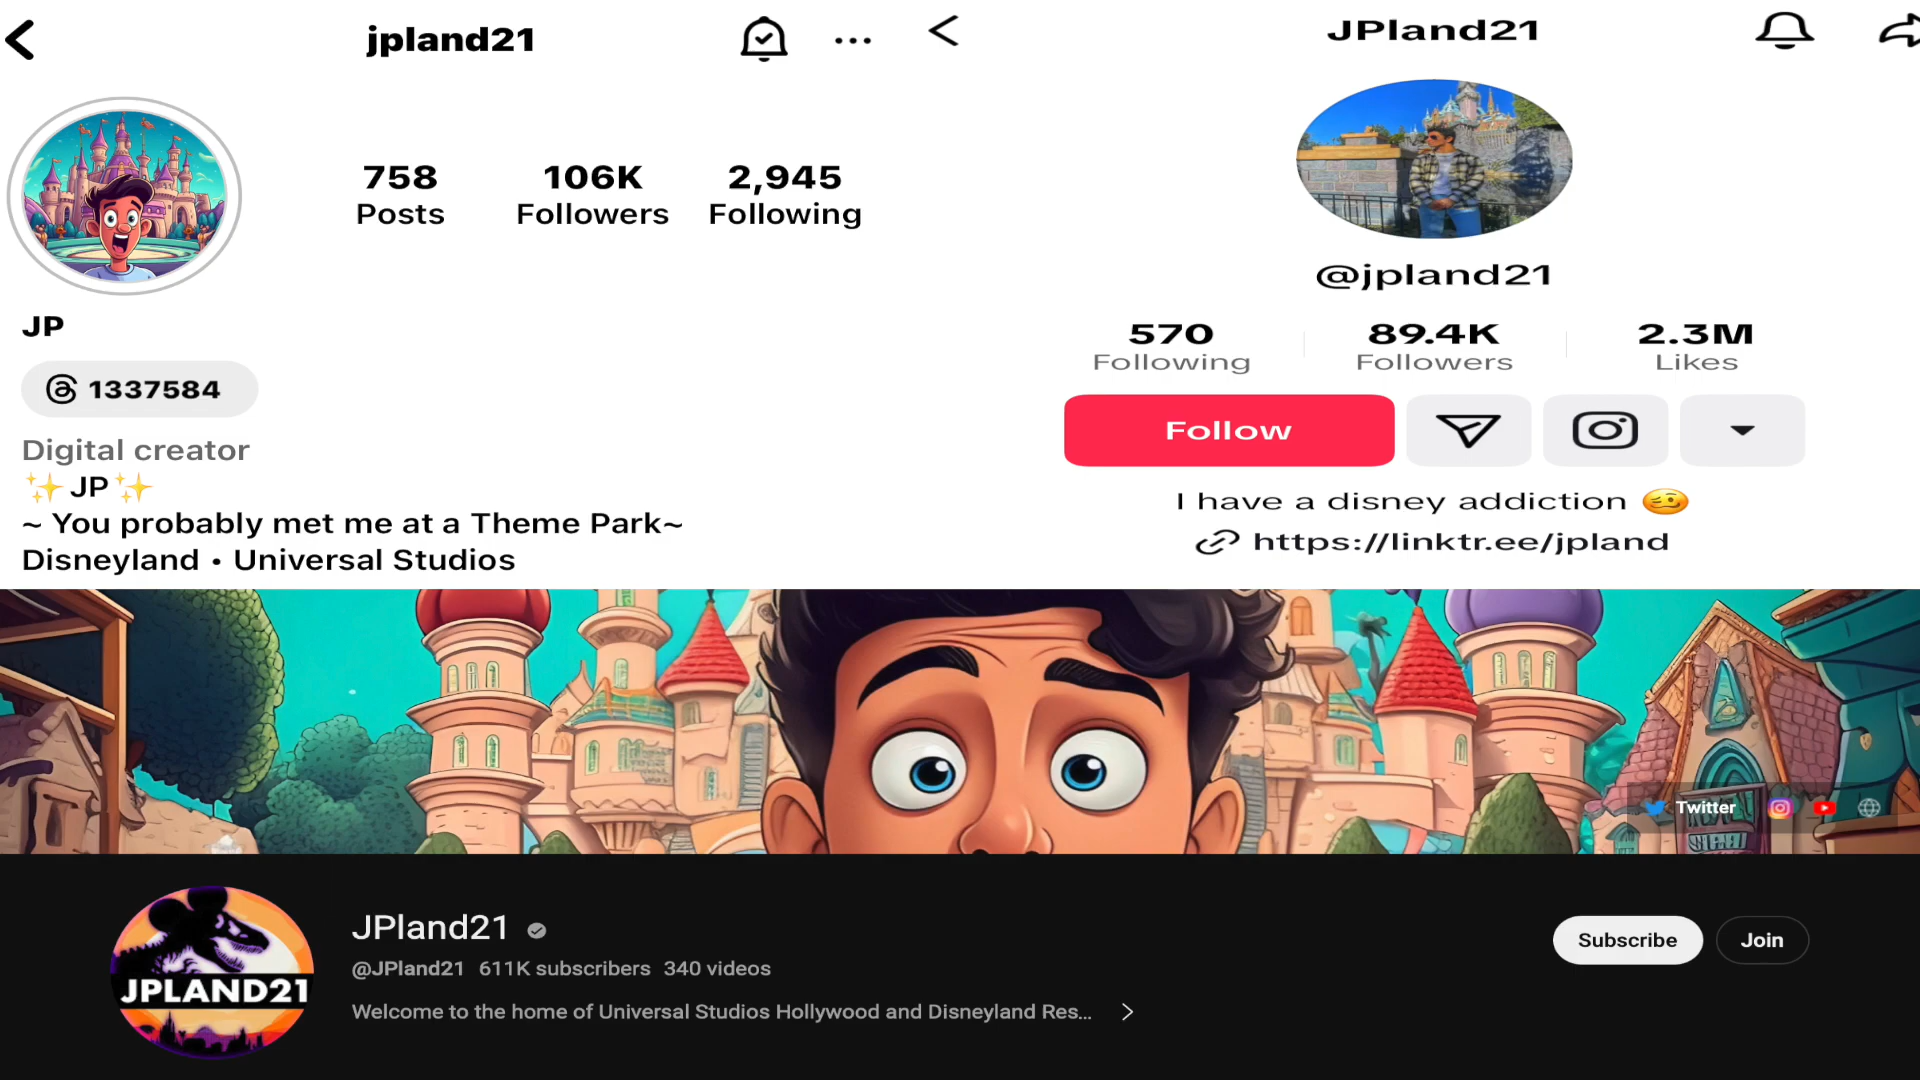 jpland21
758 106K 2,945
Posts Followers Following
JP
1337584
Digital creator
✨JP✨
~ You probably met me at a Theme Park~
Disneyland • Universal Studios
JPland21
@jpland21
570 89.4K 2.3M
Following Followers Likes
Follow
I have a disney addiction 🥴
https://linktr.ee/jpland
Twitter
JPLAND21
JPland21
@JPland21 611K subscribers 340 videos
Welcome to the home of Universal Studios Hollywood and Disneyland Res...
Subscribe Join